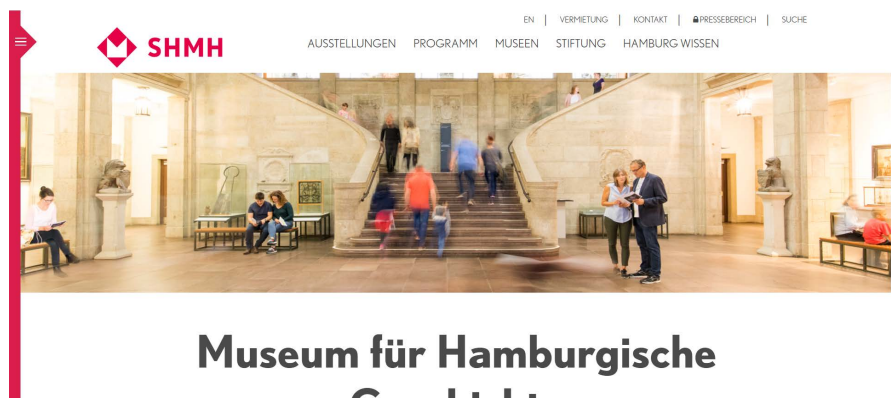 EN | VERMIETUNG | KONTAKT | PRESSEBEREICH | SUCHE
SHMH
AUSSTELLUNGEN PROGRAMM MUSEEN STIFTUNG HAMBURG WISSEN
Museum für Hamburgische